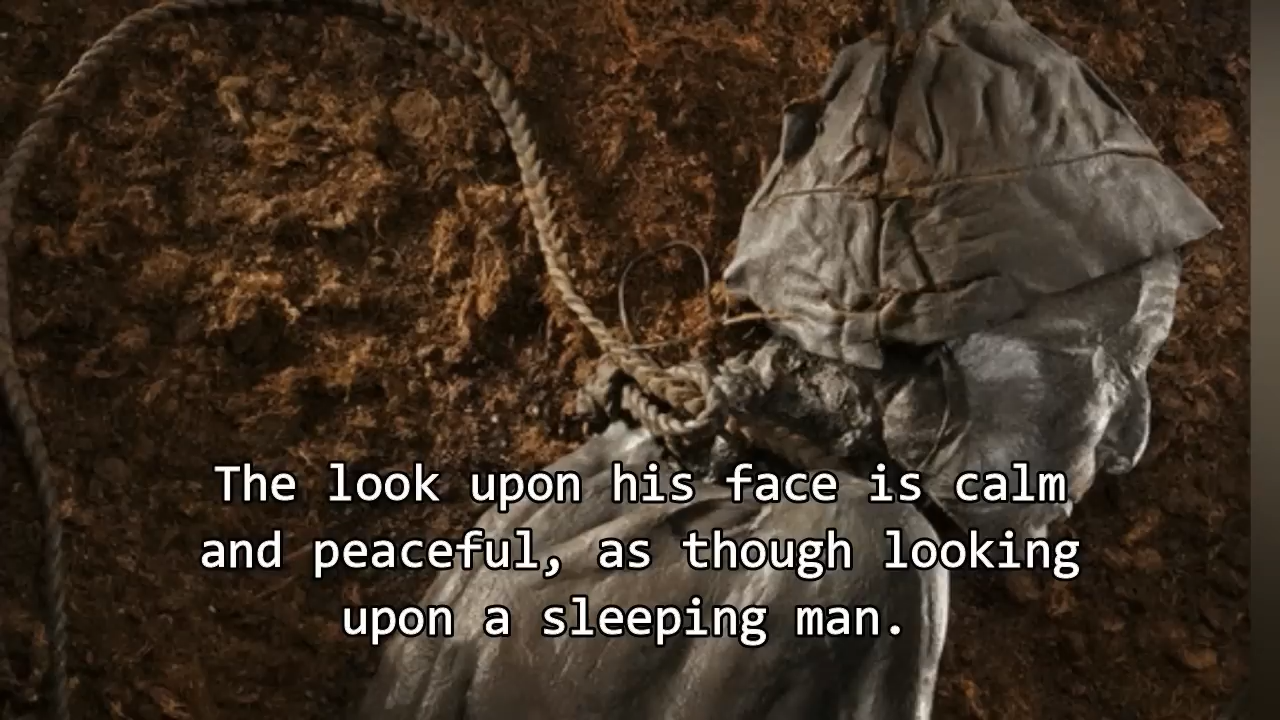 The look upon his face is calm
and peaceful, as though looking
upon a sleeping man.